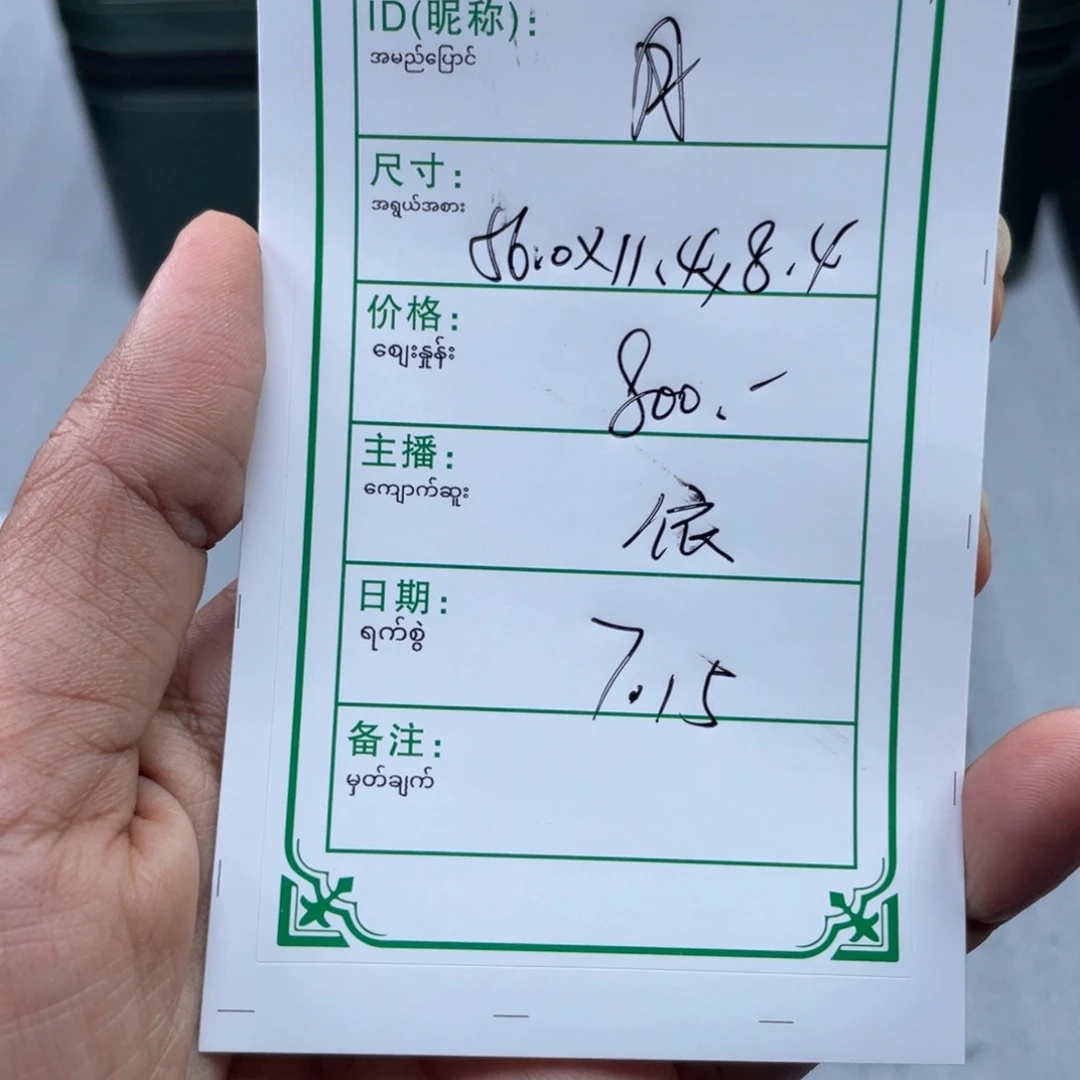 ID(昵称):
အမည်ပြောင်
A
尺寸:
အရွယ်အစား
56.0X11.4x8.4
价格:
ဈေးနှုန်း
800.-
主播:
ကျောက်ဆူး
依
日期:
ရက်စွဲ
7.15
备注:
မှတ်ချက်